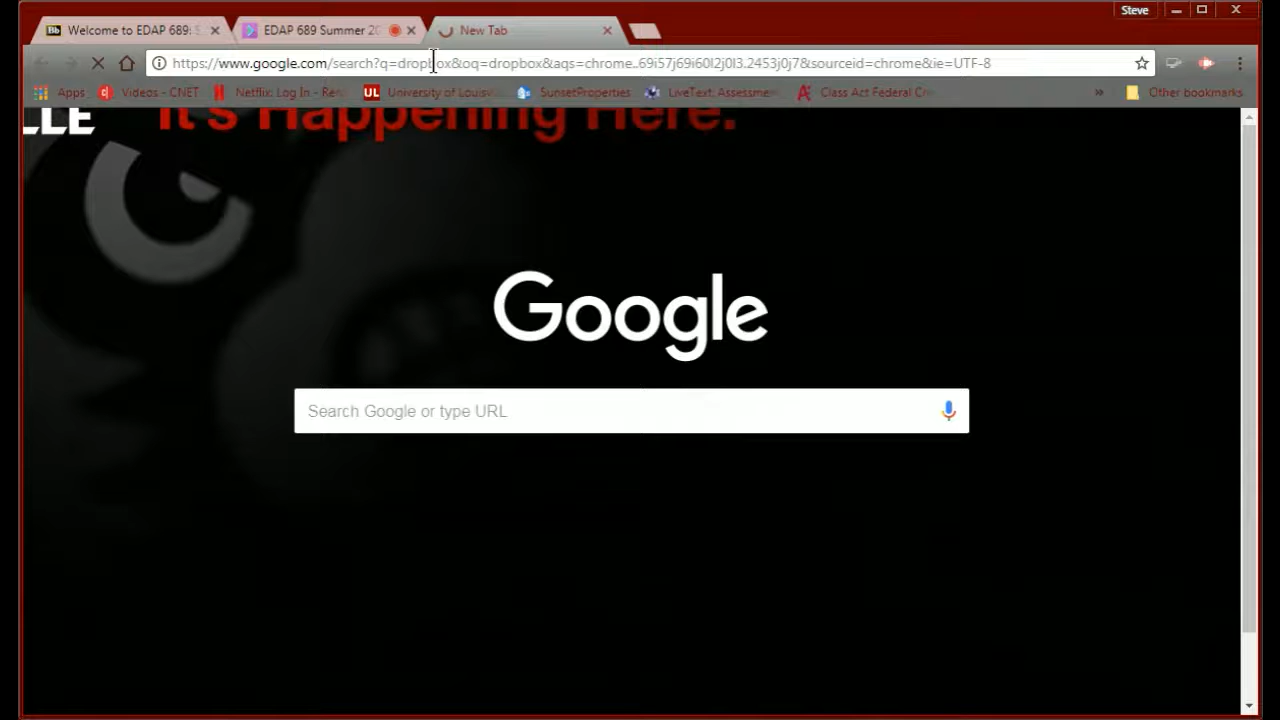 Steve
Welcome to EDAP 689: S
EDAP 689 Summer 20
New Tab
https://www.google.com/search?q=dropbox&oq=dropbox&aqs=chrome..69i57j69i60l2j0l3.2453j0j7&sourceid=chrome&ie=UTF-8
Apps
Videos - CNET
Netflix: Log In - Ren
UL
University of Louisv
SunsetProperties
LiveText: Assessme
Class Act Federal Cr
»
Other bookmarks
LLE
It's Happening Here.
Google
Search Google or type URL